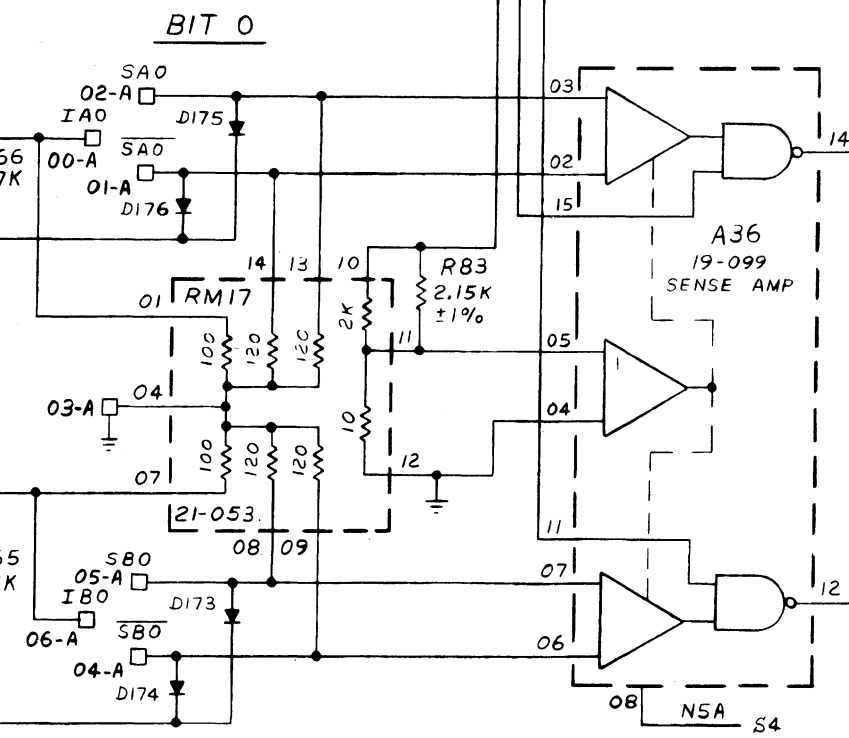 BIT 0
SA0
02-A
03
D175
14
IA0
66
00-A
SA0
7K
02
01-A
D176
15
A36
19-099
SENSE AMP
14
13
10
R83
2.15K
±1%
01
RM17
2K
11
05
100
120
120
04
03-A
10
04
100
120
120
12
07
21-053
08
09
11
SB0
05-A
07
55
K
IB0
D173
12
06-A
SB0
06
04-A
D174
08
N5A
S4